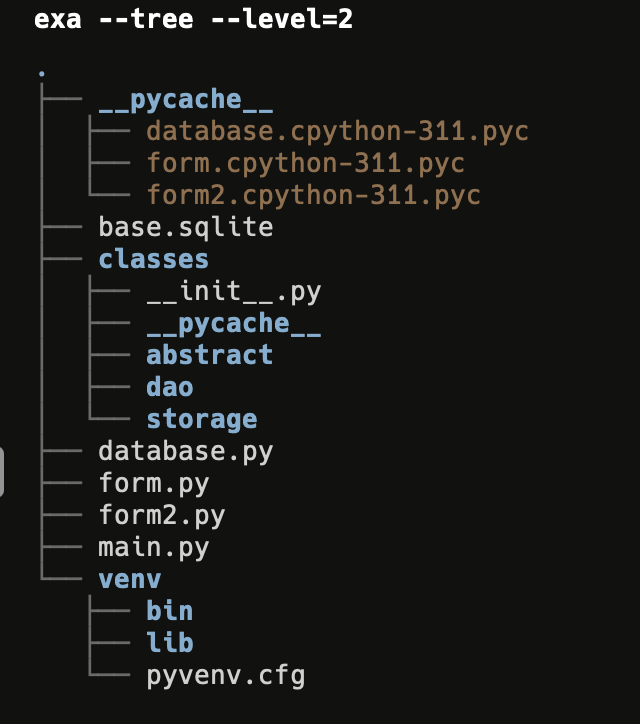 exa --tree --level=2
.
├── __pycache__
│  ├── database.cpython-311.pyc
│  ├── form.cpython-311.pyc
│  └── form2.cpython-311.pyc
├── base.sqlite
├── classes
│  ├── __init__.py
│  ├── __pycache__
│  ├── abstract
│  ├── dao
│  └── storage
├── database.py
├── form.py
├── form2.py
├── main.py
└── venv
   ├── bin
   ├── lib
   └── pyvenv.cfg